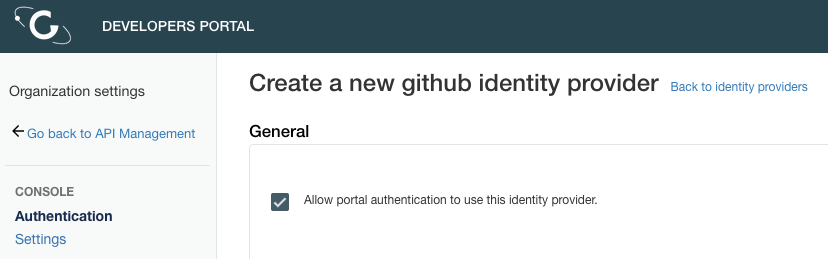 DEVELOPERS PORTAL
Organization settings
Go back to API Management
CONSOLE
Authentication
Settings
Create a new github identity provider Back to identity providers
General
Allow portal authentication to use this identity provider.